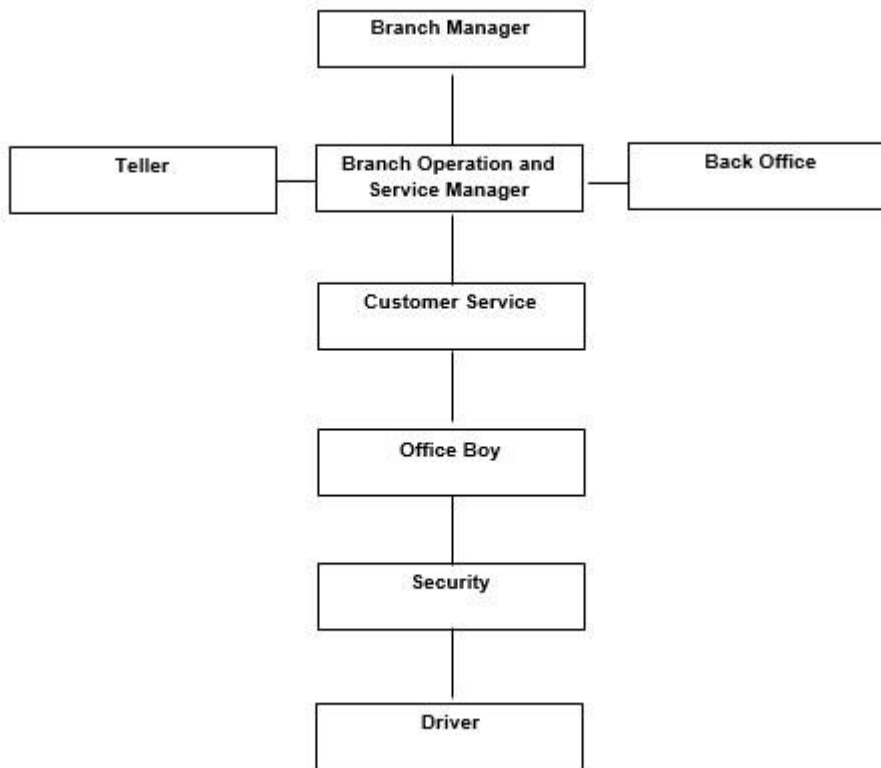 Branch Manager
Teller
Branch Operation and
Service Manager
Back Office
Customer Service
Office Boy
Security
Driver